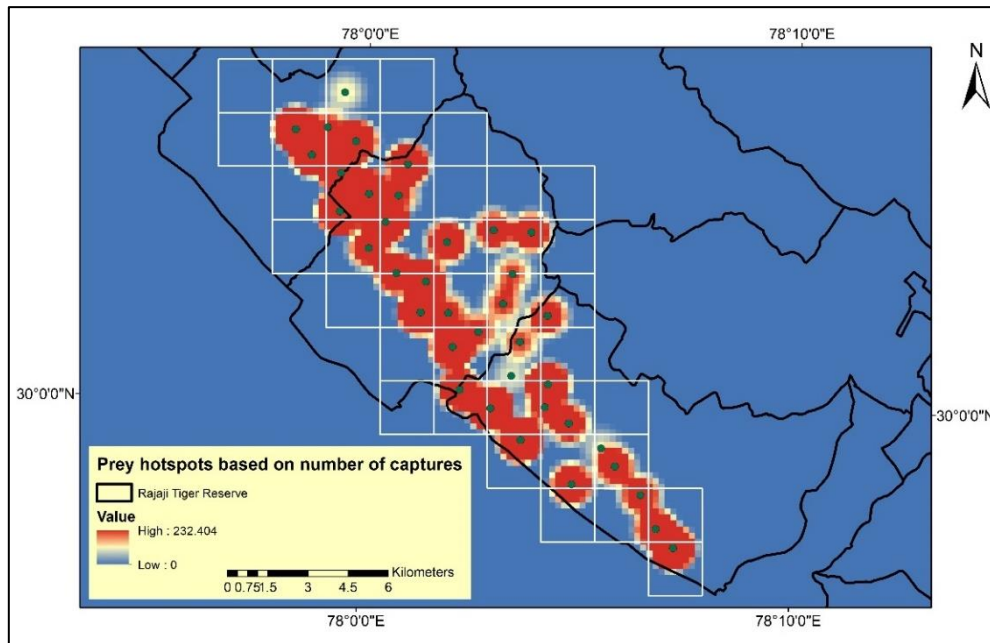 78°0'0"E 78°10'0"E
N
30°0'0"N 30°0'0"N
Prey hotspots based on number of captures
Rajaji Tiger Reserve
Value
High : 232.404
Low : 0
Kilometers
0 0.75 1.5 3 4.5 6
78°0'0"E 78°10'0"E